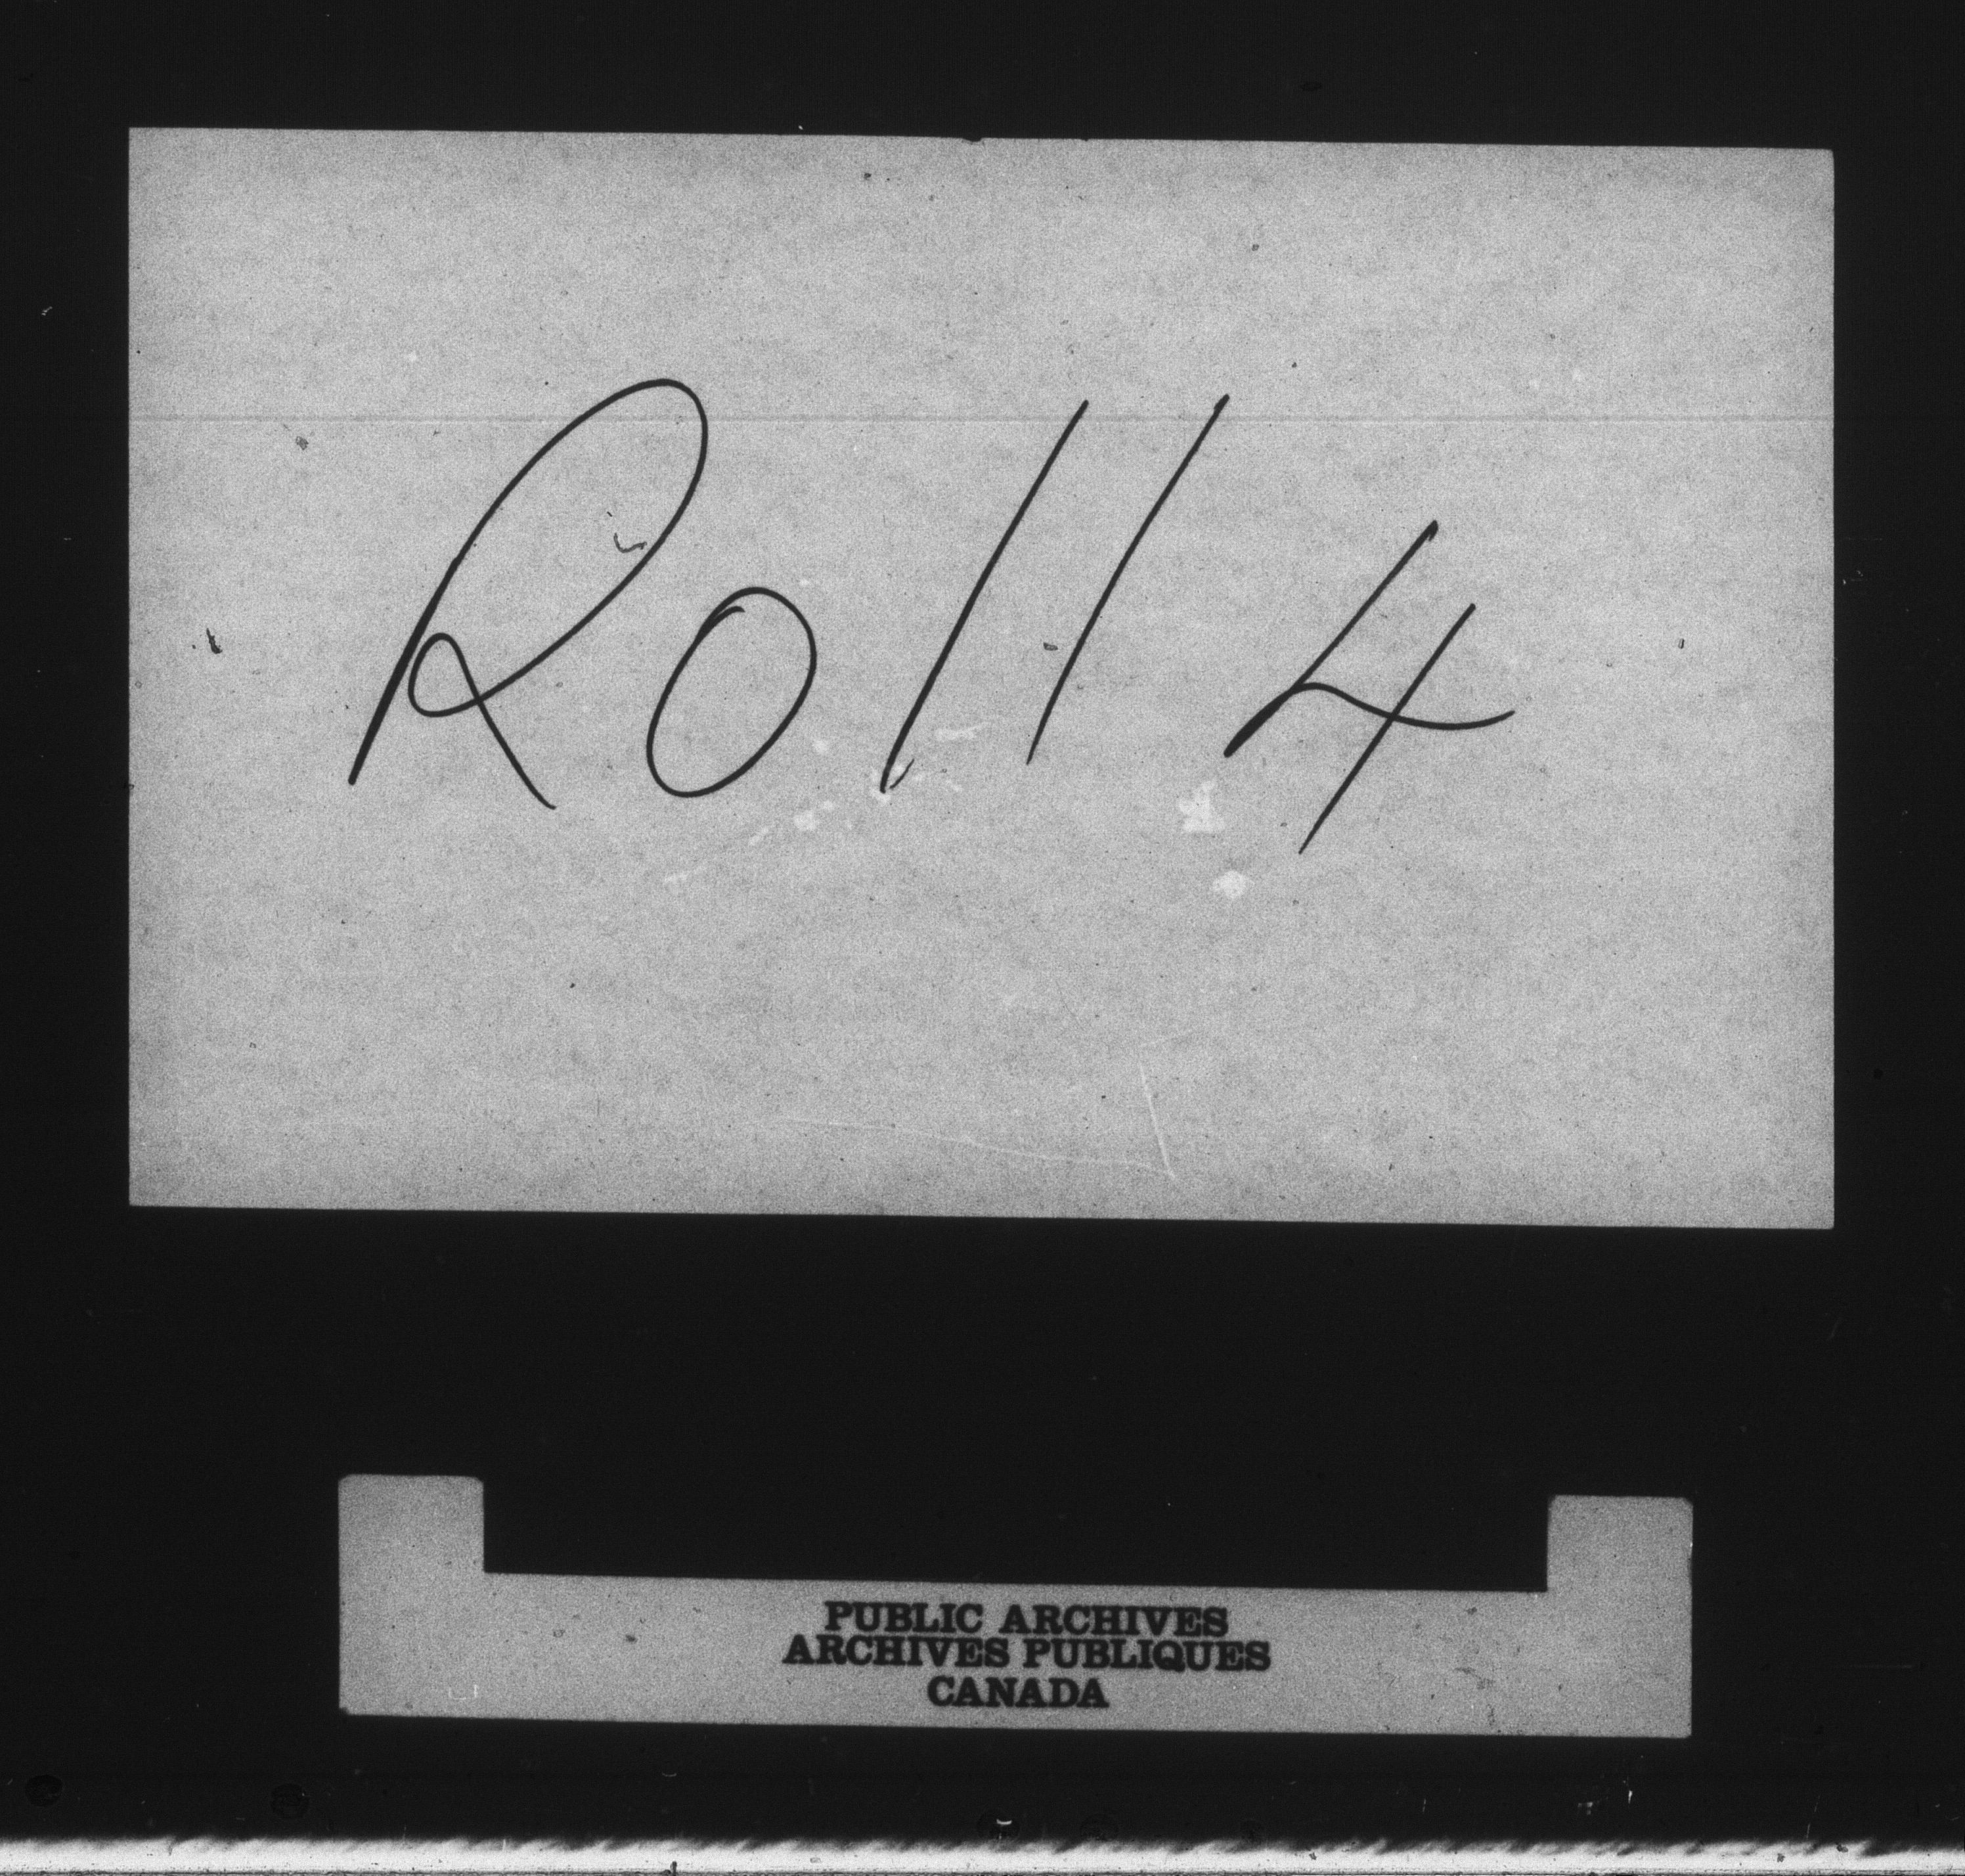 Roll 4
PUBLIC ARCHIVES
ARCHIVES PUBLIQUES
CANADA